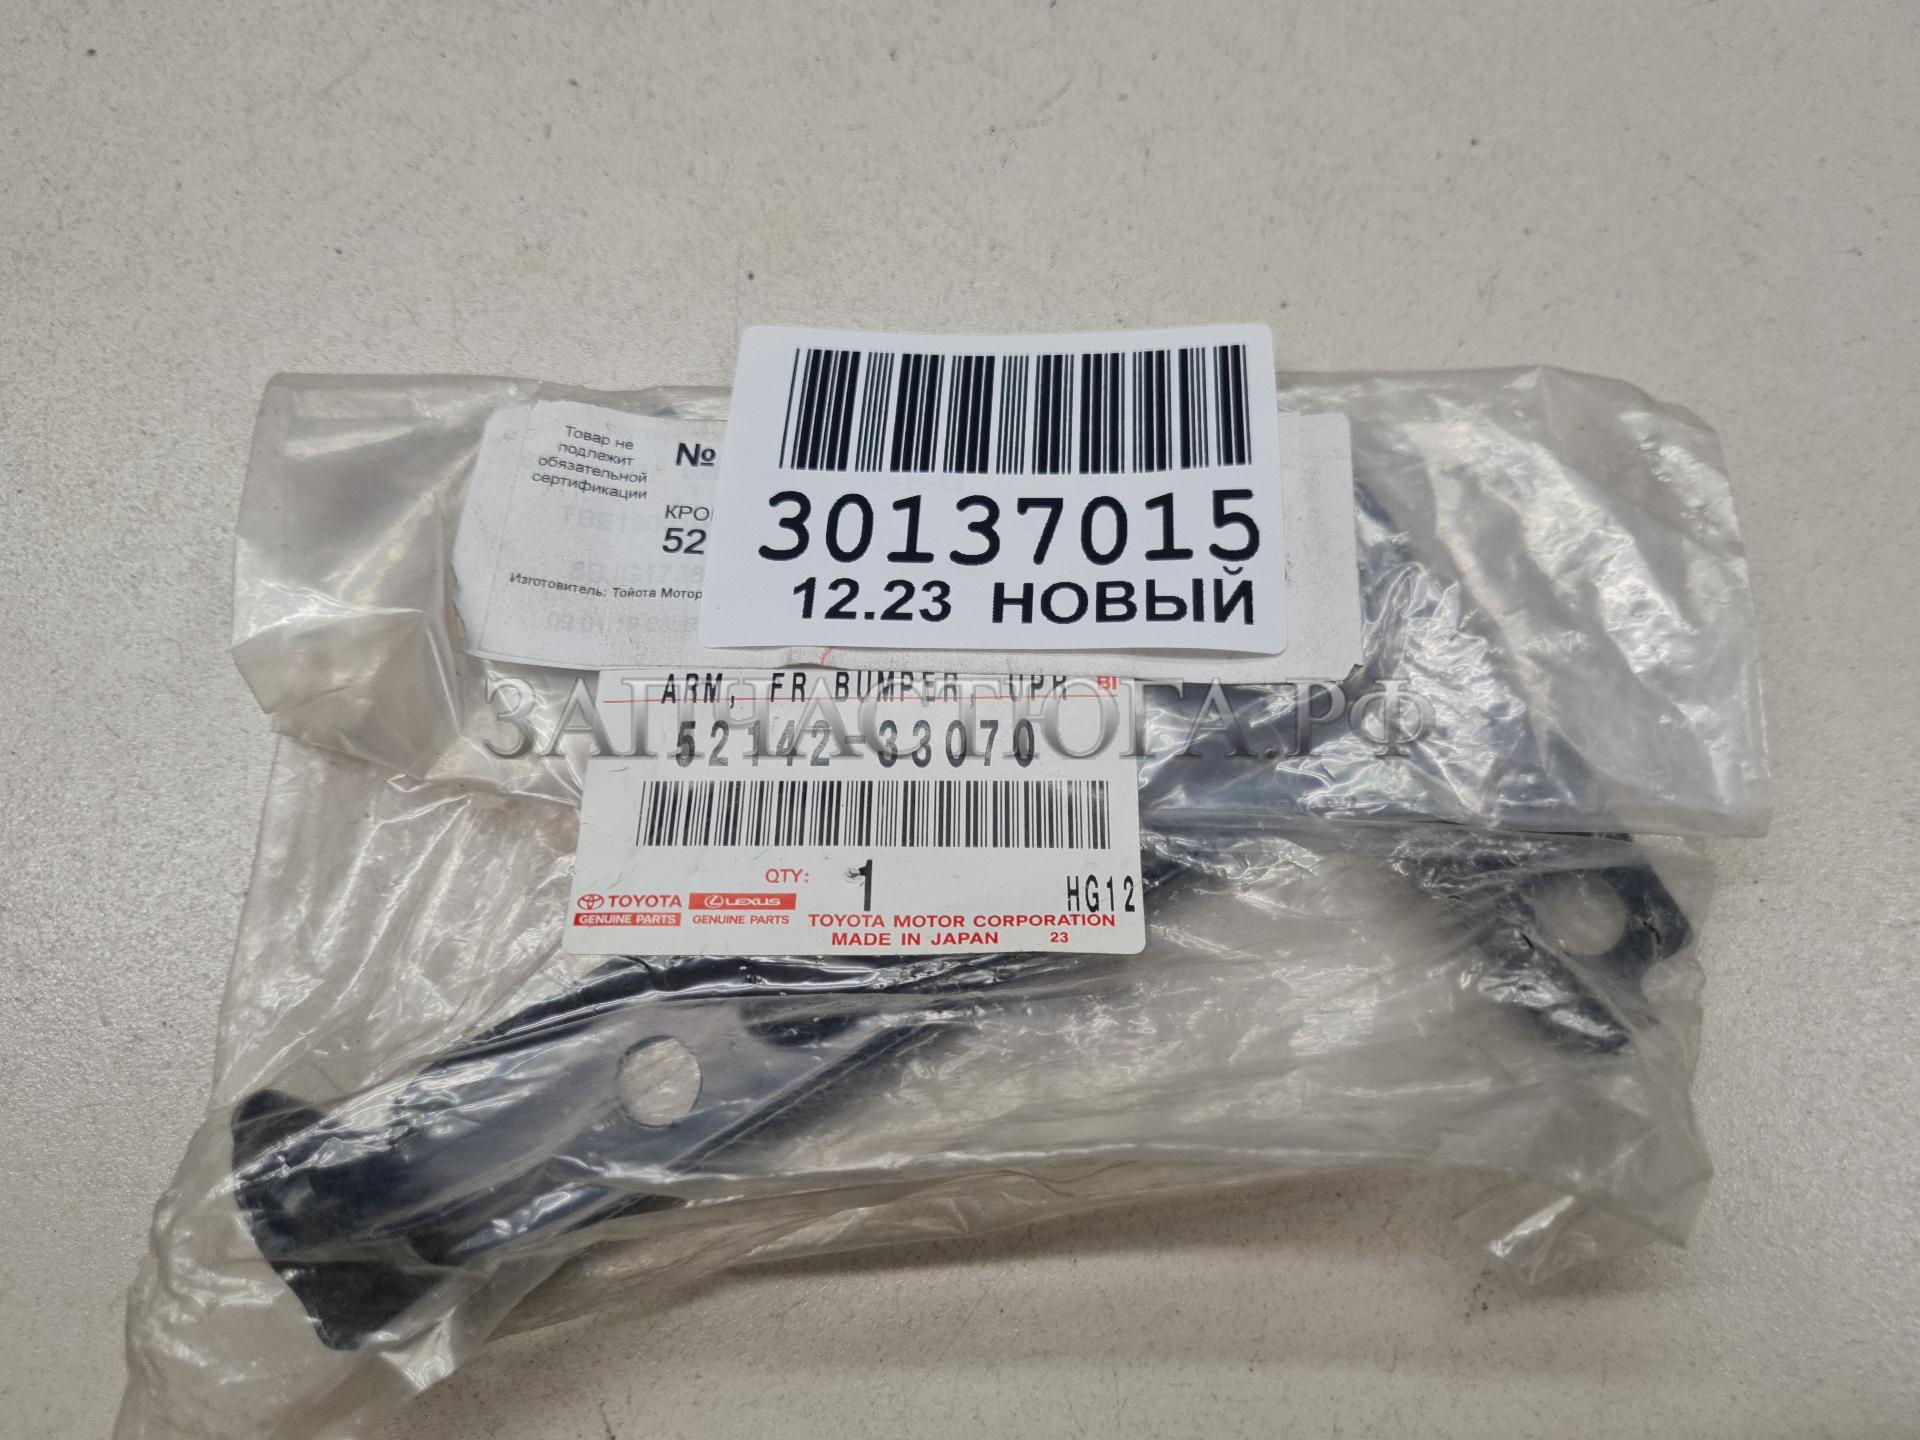 30137015
12.23 НОВЫЙ
Товар не
подлежит
обязательной
сертификации
№
КРО
52
Изготовитель: Тойота Мотор
ARM, FR BUMPER, UPR
BI
52142-33070
ЗАПЧАСТЮГА.РФ
QTY: 1
HG12
TOYOTA
GENUINE PARTS
LEXUS
GENUINE PARTS
TOYOTA MOTOR CORPORATION
MADE IN JAPAN 23